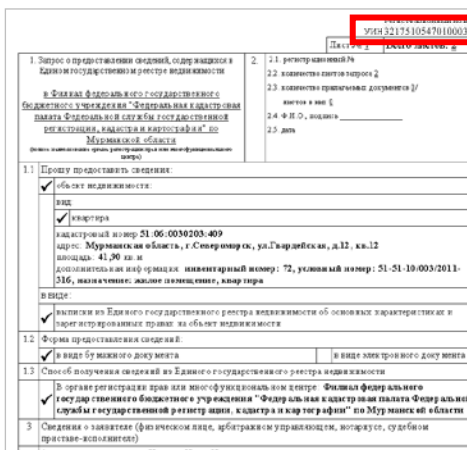 УИН 3217510547010003
Лист № 1 Всего листов: 2
1. Запрос о предоставлении сведений, содержащихся в Едином государственном реестре недвижимости
в Филиал федерального государственного бюджетного учреждения "Федеральная кадастровая палата Федеральной службы государственной регистрации, кадастра и картографии" по Мурманской области
2.
2.1. регистрационный №
2.2. количество листов запроса 2
2.3. количество прилагаемых документов 1/
листов в них 6
2.4. Ф.И.О., подпись
2.5. дата
1.1 Прошу предоставить сведения:
✓ объект недвижимости:
вид:
✓ квартира
кадастровый номер 51:06:0030203:409
адрес: Мурманская область, г.Североморск, ул.Гвардейская, д.12, кв.12
площадь: 41,90 кв.м
дополнительная информация: инвентарный номер: 72, условный номер: 51-51-10/003/2011-
316, назначение: жилое помещение, квартира
в виде:
✓ выписки из Единого государственного реестра недвижимости об основных характеристиках и
зарегистрированных правах на объект недвижимости
1.2 Форма предоставления сведений:
✓ в виде бумажного документа в виде электронного документа
1.3 Способ получения сведений из Единого государственного реестра недвижимости
В органе регистрации прав или многофункциональном центре: Филиал федерального
✓ государственного бюджетного учреждения "Федеральная кадастровая палата Федеральной
службы государственной регистрации, кадастра и картографии" по Мурманской области
3 Сведения о заявителе (физическом лице, арбитражном управляющем, нотариусе, судебном
приставе-исполнителе)